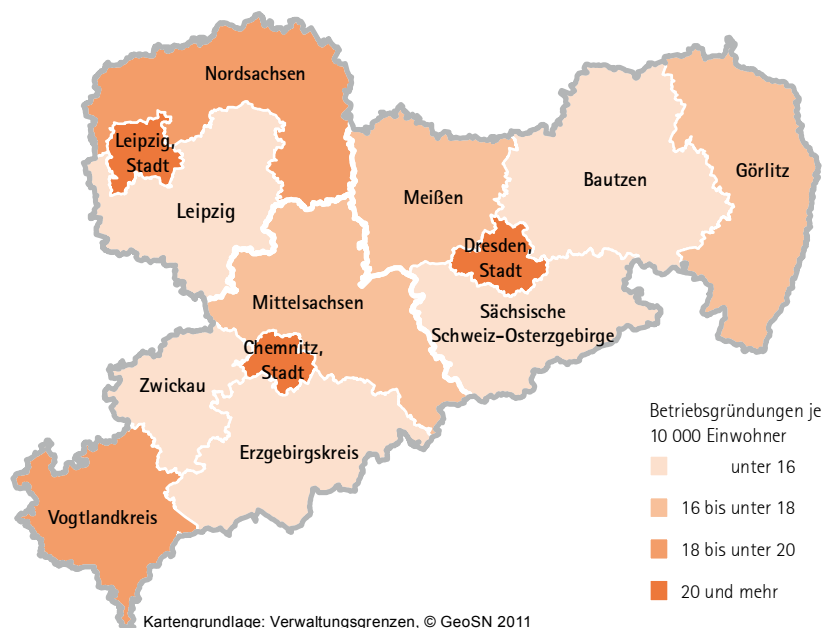 Nordsachsen
Leipzig,
Stadt
Leipzig
Meißen
Bautzen
Görlitz
Dresden,
Stadt
Mittelsachsen
Sächsische
Schweiz-Osterzgebirge
Chemnitz,
Stadt
Zwickau
Erzgebirgskreis
Vogtlandkreis
Betriebsgründungen je
10 000 Einwohner
unter 16
16 bis unter 18
18 bis unter 20
20 und mehr
Kartengrundlage: Verwaltungsgrenzen, © GeoSN 2011